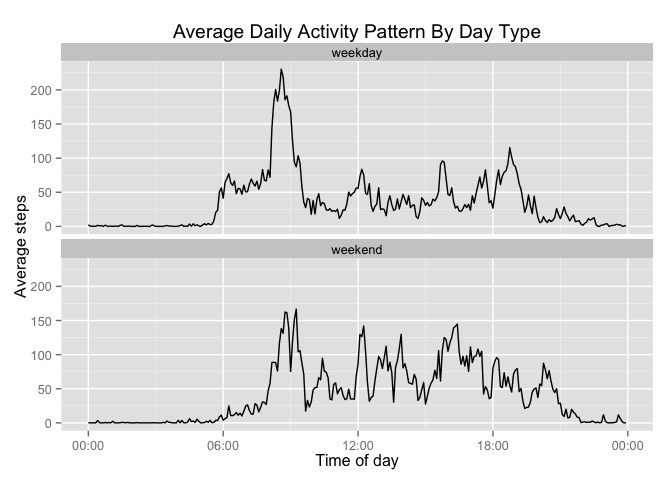 Average Daily Activity Pattern By Day Type
weekday
200
150
100
50
0
Average steps
weekend
200
150
100
50
0
00:00 06:00 12:00 18:00 00:00
Time of day